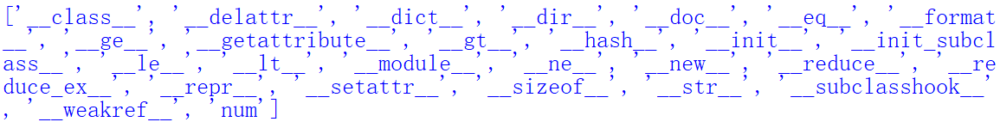 ['__class__', '__delattr__', '__dict__', '__dir__', '__doc__', '__eq__', '__format
__', '__ge__', '__getattribute__', '__gt__', '__hash__', '__init__', '__init_subcl
ass__', '__le__', '__lt__', '__module__', '__ne__', '__new__', '__reduce__', '__re
duce_ex__', '__repr__', '__setattr__', '__sizeof__', '__str__', '__subclasshook__'
, '__weakref__', 'num']